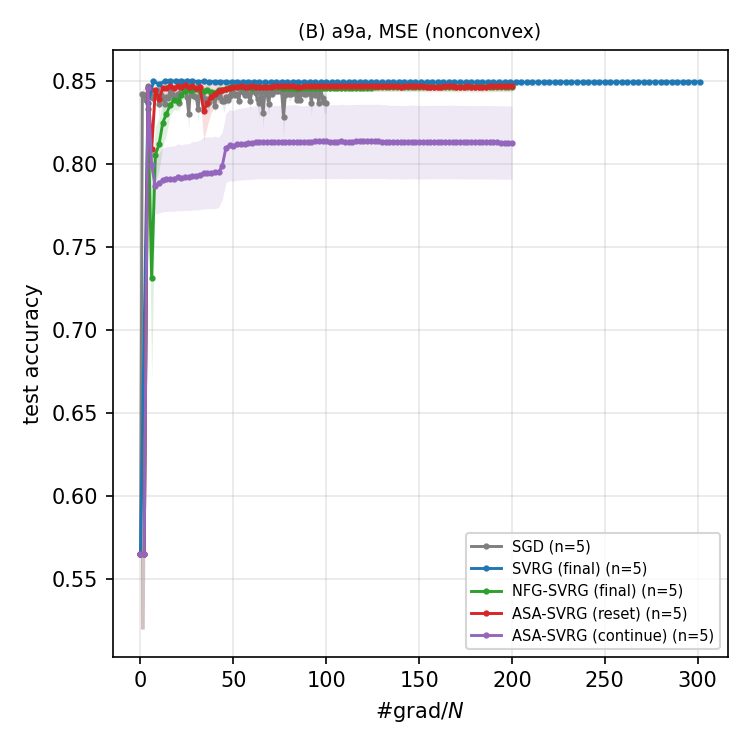 (B) a9a, MSE (nonconvex)
test accuracy
0.85
0.80
0.75
0.70
0.65
0.60
0.55
SGD (n=5)
SVRG (final) (n=5)
NFG-SVRG (final) (n=5)
ASA-SVRG (reset) (n=5)
ASA-SVRG (continue) (n=5)
0 50 100 150 200 250 300
#grad/N